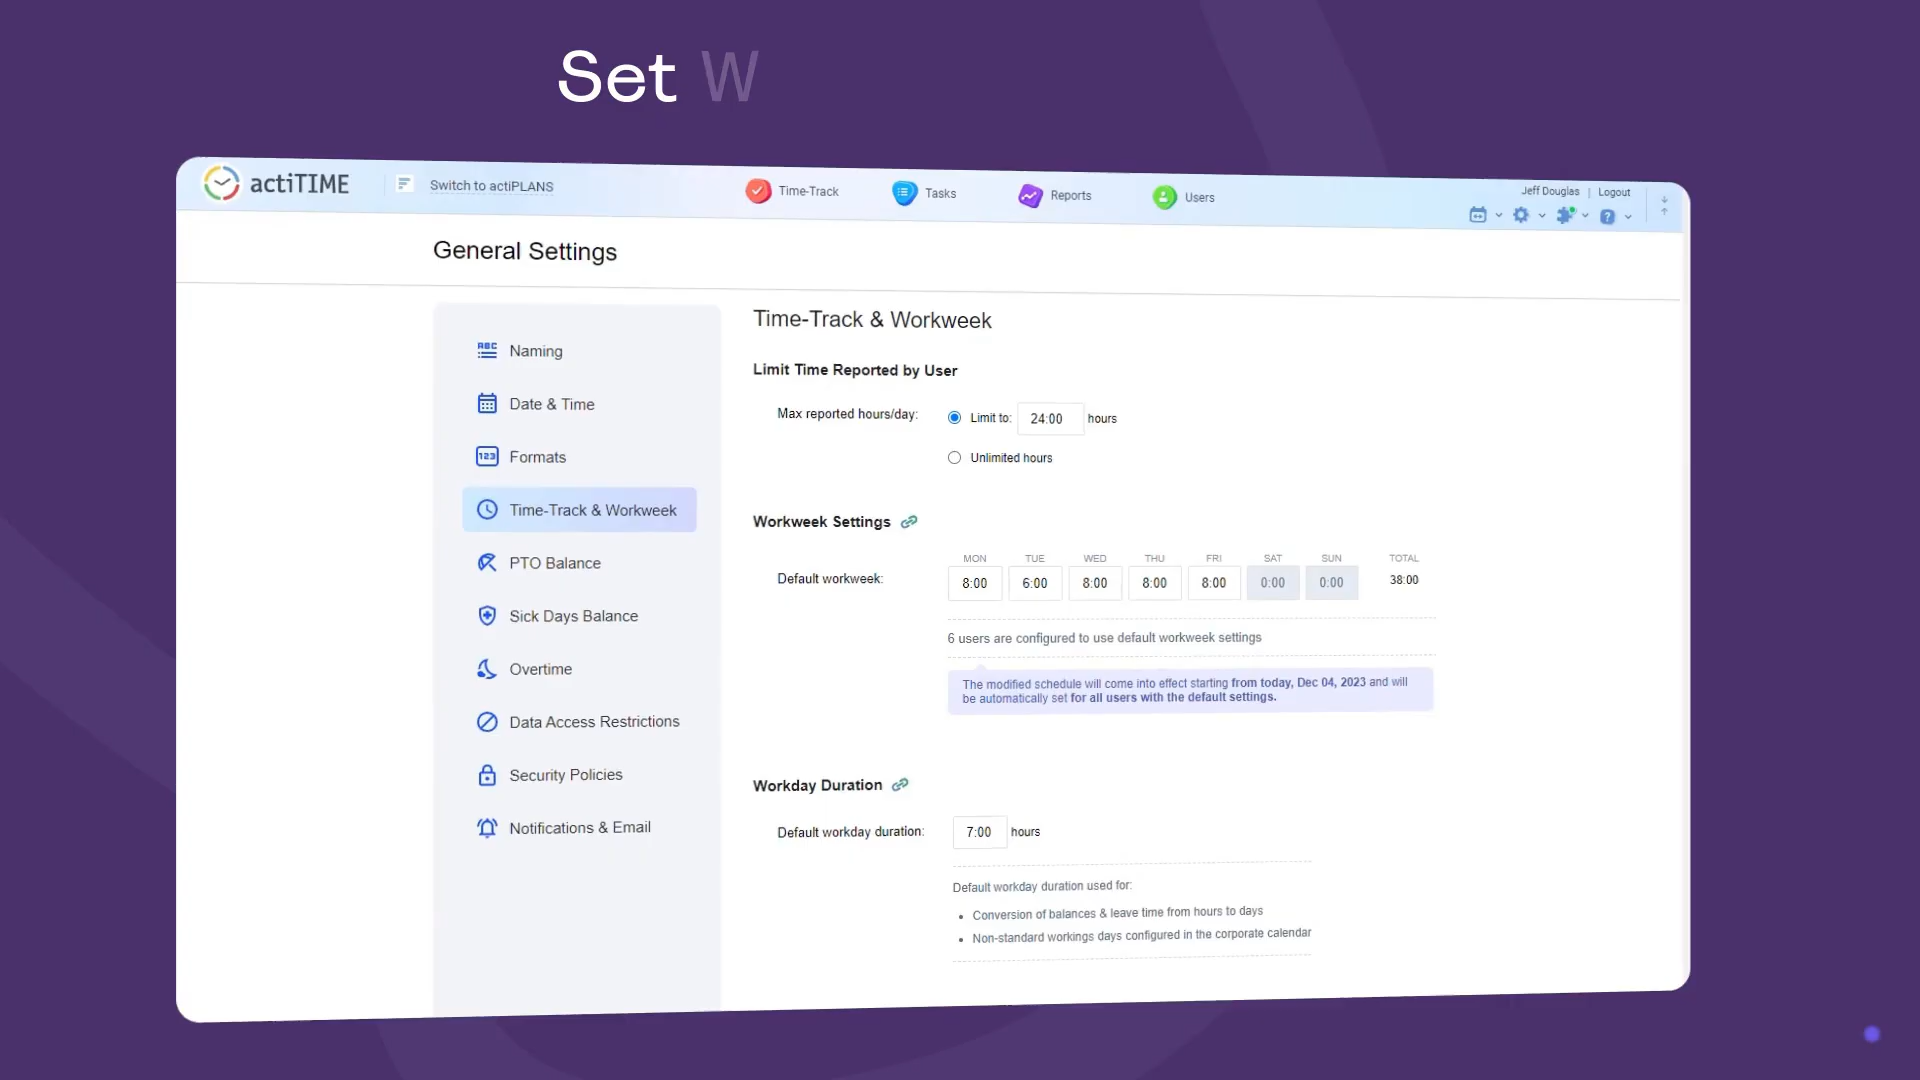 Set W
actiTIME
Switch to actiPLANS
Time-Track
Tasks
Reports
Users
Jeff Douglas | Logout
General Settings
ABC Naming
Date & Time
123 Formats
Time-Track & Workweek
PTO Balance
Sick Days Balance
Overtime
Data Access Restrictions
Security Policies
Notifications & Email
Time-Track & Workweek
Limit Time Reported by User
Max reported hours/day: Limit to: 24:00 hours
Unlimited hours
Workweek Settings
MON TUE WED THU FRI SAT SUN TOTAL
Default workweek: 8:00 6:00 8:00 8:00 8:00 0:00 0:00 38:00
6 users are configured to use default workweek settings
The modified schedule will come into effect starting from today, Dec 04, 2023 and will
be automatically set for all users with the default settings.
Workday Duration
Default workday duration: 7:00 hours
Default workday duration used for:
• Conversion of balances & leave time from hours to days
• Non-standard workings days configured in the corporate calendar